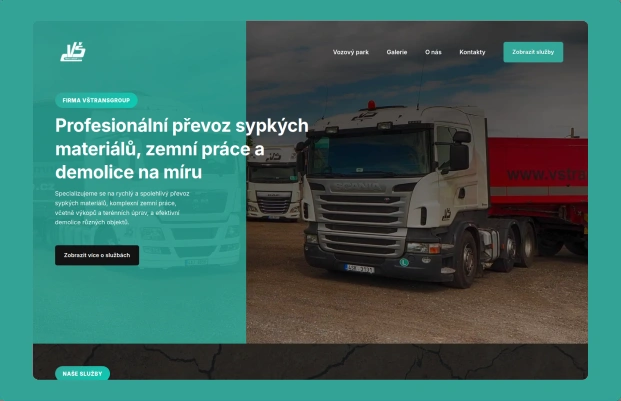 VS
Vozový park
Galerie
O nás
Kontakty
Zobrazit služby
FIRMA VŠTRANSGROUP
Profesionální převoz sypkých
materiálů, zemní práce a
demolice na míru
Specializujeme se na rychlý a spolehlivý převoz
sypkých materiálů, komplexní zemní práce,
včetně výkopů a terénních úprav, a efektivní
demolice různých objektů.
Zobrazit více o službách
SCANIA
NAŠE SLUŽBY